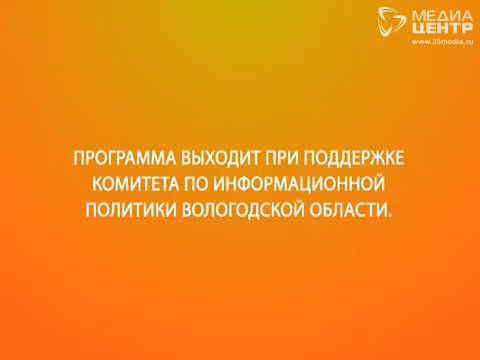 МЕДИА
ЦЕНТР
www.35media.ru
ПРОГРАММА ВЫХОДИТ ПРИ ПОДДЕРЖКЕ
КОМИТЕТА ПО ИНФОРМАЦИОННОЙ
ПОЛИТИКИ ВОЛОГОДСКОЙ ОБЛАСТИ.